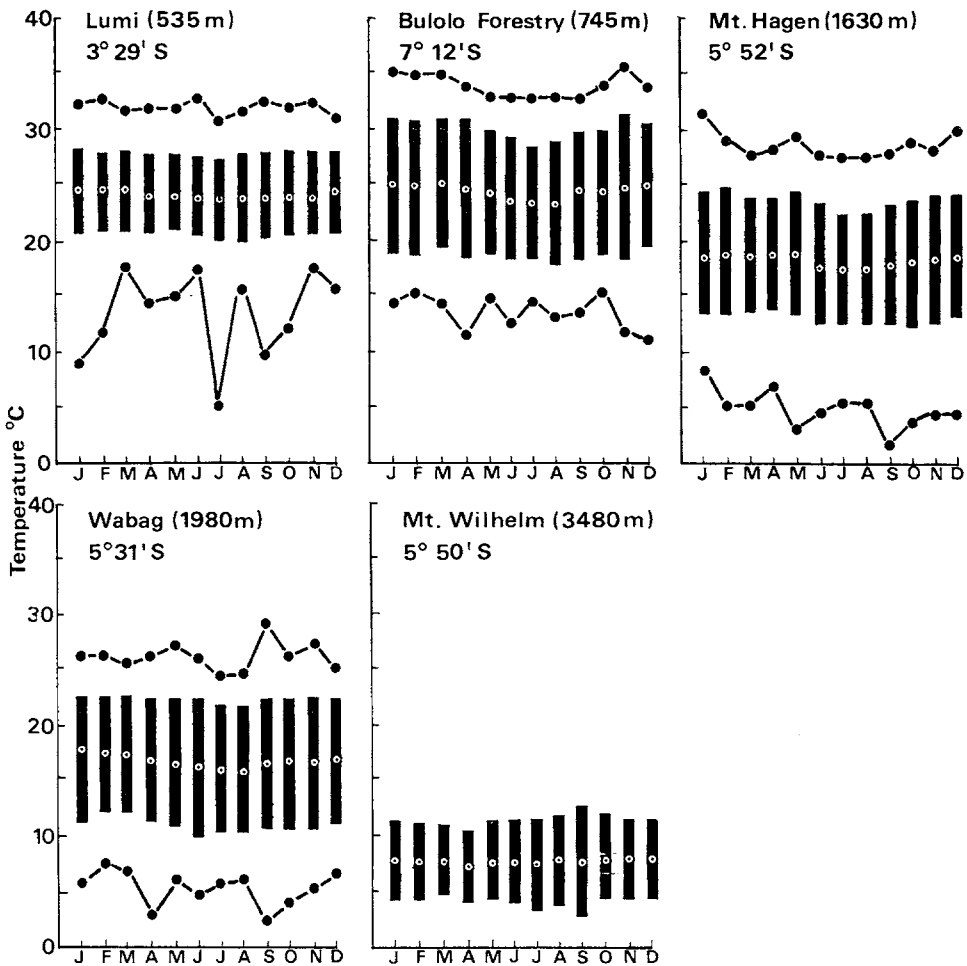 Lumi (535 m)
3° 29' S
Bulolo Forestry (745 m)
7° 12' S
Mt. Hagen (1630 m)
5° 52' S
40
30
20
10
0
J F M A M J J A S O N D
J F M A M J J A S O N D
J F M A M J J A S O N D
Temperature °C
Wabag (1980 m)
5° 31' S
Mt. Wilhelm (3480 m)
5° 50' S
40
30
20
10
0
J F M A M J J A S O N D
J F M A M J J A S O N D